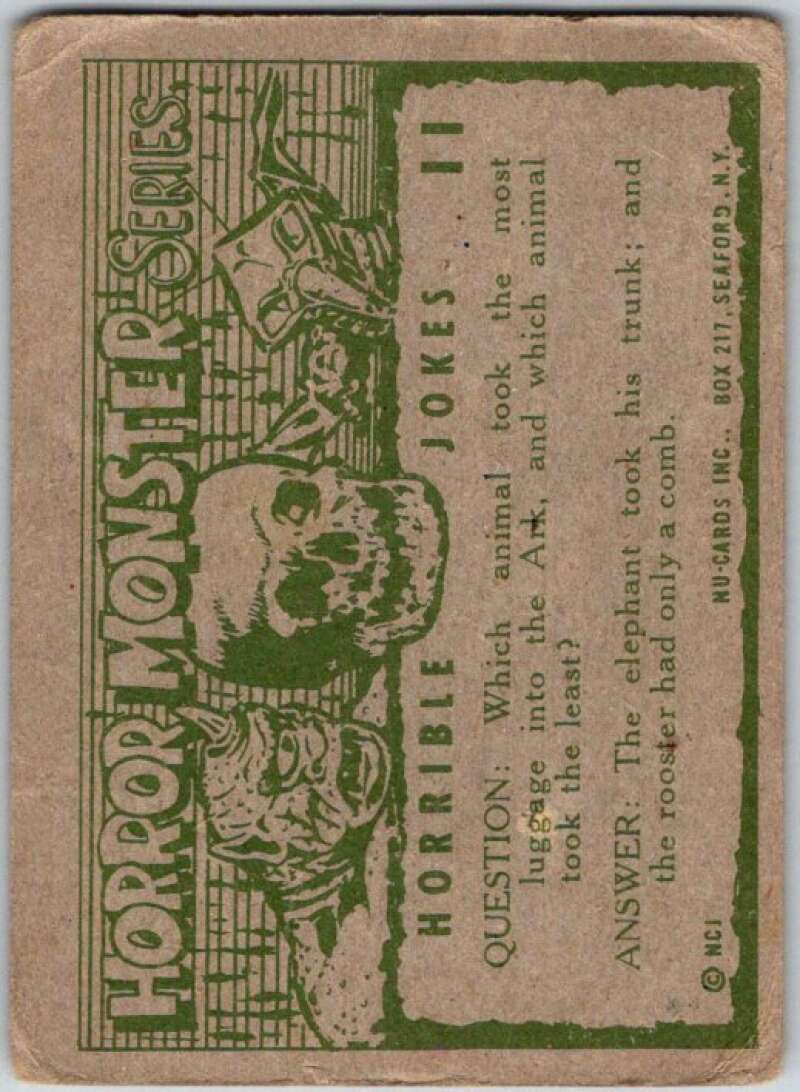 HORROR MONSTER SERIES
HORRIBLE JOKES 11
QUESTION: Which animal took the most
luggage into the Ark, and which animal
took the least?
ANSWER: The elephant took his trunk; and
the rooster had only a comb.
© NCI NU-CARDS INC., BOX 217, SEAFORD, N.Y.